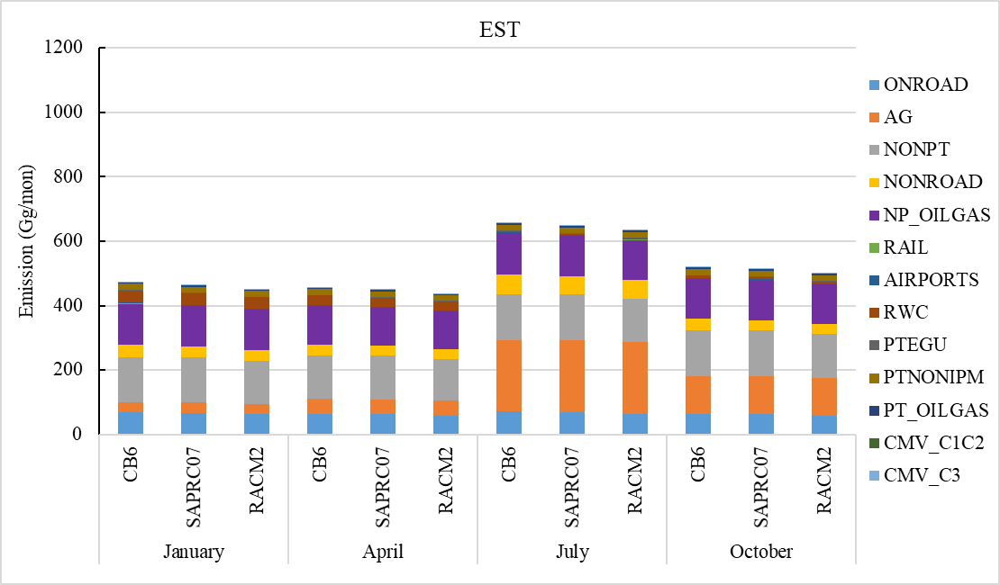 EST
1200
1000
800
600
400
200
0
Emission (Gg/mon)
CB6
SAPRC07
RACM2
CB6
SAPRC07
RACM2
CB6
SAPRC07
RACM2
CB6
SAPRC07
RACM2
January
April
July
October
ONROAD
AG
NONPT
NONROAD
NP_OILGAS
RAIL
AIRPORTS
RWC
PTEGU
PTNONIPM
PT_OILGAS
CMV_C1C2
CMV_C3